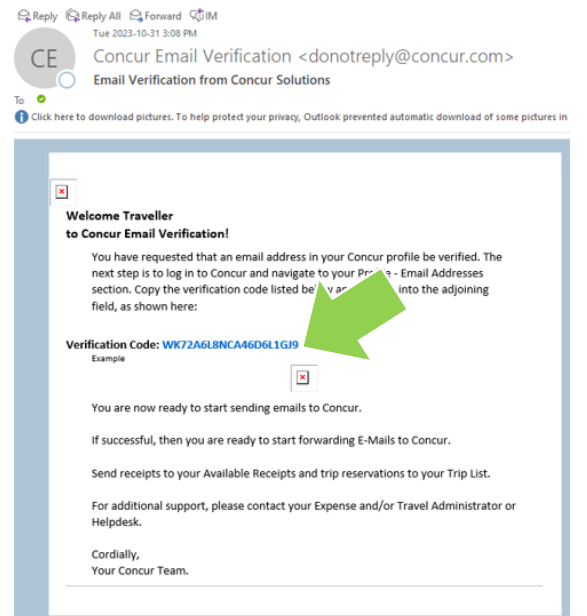 Reply Reply All Forward IM
Tue 2023-10-31 3:08 PM
CE
Concur Email Verification <donotreply@concur.com>
Email Verification from Concur Solutions
To
Click here to download pictures. To help protect your privacy, Outlook prevented automatic download of some pictures in
Welcome Traveller
to Concur Email Verification!
You have requested that an email address in your Concur profile be verified. The
next step is to log in to Concur and navigate to your - Email Addresses
section. Copy the verification code listed into the adjoining
field, as shown here:
Verification Code: WK72A6L8NCA46D6L1GJ9
Example
You are now ready to start sending emails to Concur.
If successful, then you are ready to start forwarding E-Mails to Concur.
Send receipts to your Available Receipts and trip reservations to your Trip List.
For additional support, please contact your Expense and/or Travel Administrator or
Helpdesk.
Cordially,
Your Concur Team.